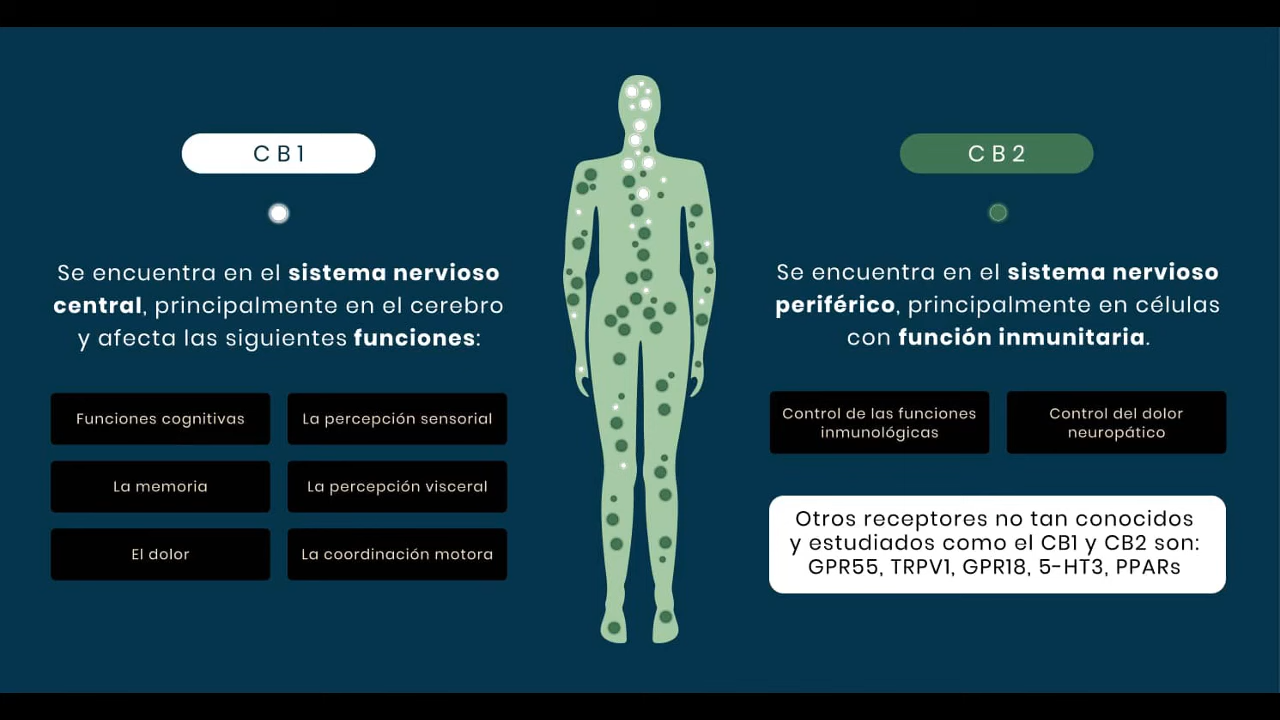 CB1
Se encuentra en el sistema nervioso
central, principalmente en el cerebro
y afecta las siguientes funciones:
Funciones cognitivas
La percepción sensorial
La memoria
La percepción visceral
El dolor
La coordinación motora
CB2
Se encuentra en el sistema nervioso
periférico, principalmente en células
con función inmunitaria.
Control de las funciones
inmunológicas
Control del dolor
neuropático
Otros receptores no tan conocidos
y estudiados como el CB1 y CB2 son:
GPR55, TRPV1, GPR18, 5-HT3, PPARs